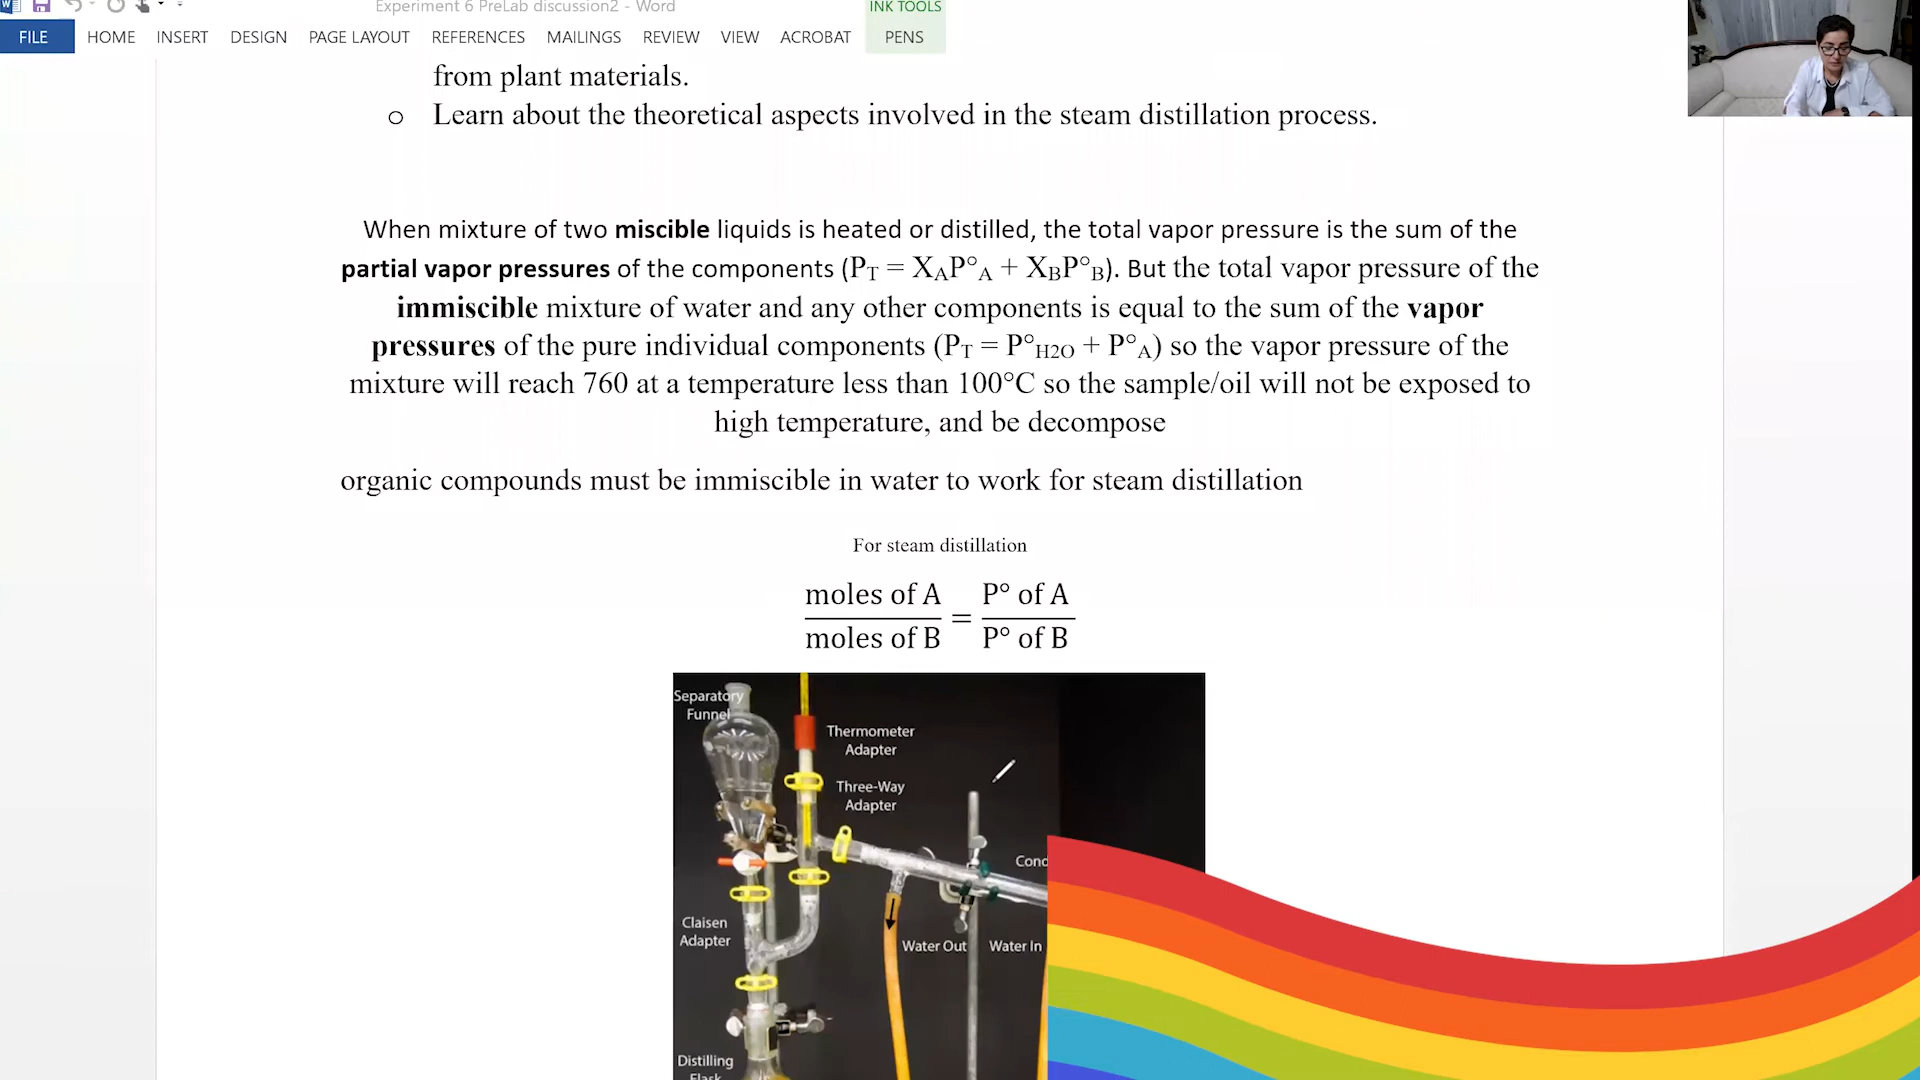 Experiment 6 PreLab discussion2 - Word
INK TOOLS
FILE HOME INSERT DESIGN PAGE LAYOUT REFERENCES MAILINGS REVIEW VIEW ACROBAT PENS
from plant materials.
o Learn about the theoretical aspects involved in the steam distillation process.
When mixture of two miscible liquids is heated or distilled, the total vapor pressure is the sum of the
partial vapor pressures of the components (PT = XAP°A + XBP°B). But the total vapor pressure of the
immiscible mixture of water and any other components is equal to the sum of the vapor
pressures of the pure individual components (PT = P°H2O + P°A) so the vapor pressure of the
mixture will reach 760 at a temperature less than 100°C so the sample/oil will not be exposed to
high temperature, and be decompose
organic compounds must be immiscible in water to work for steam distillation
For steam distillation
moles of A / moles of B = P° of A / P° of B
Separatory
Funnel
Thermometer
Adapter
Three-Way
Adapter
Cond
Claisen
Adapter
Water Out
Water In
Distilling
Flask